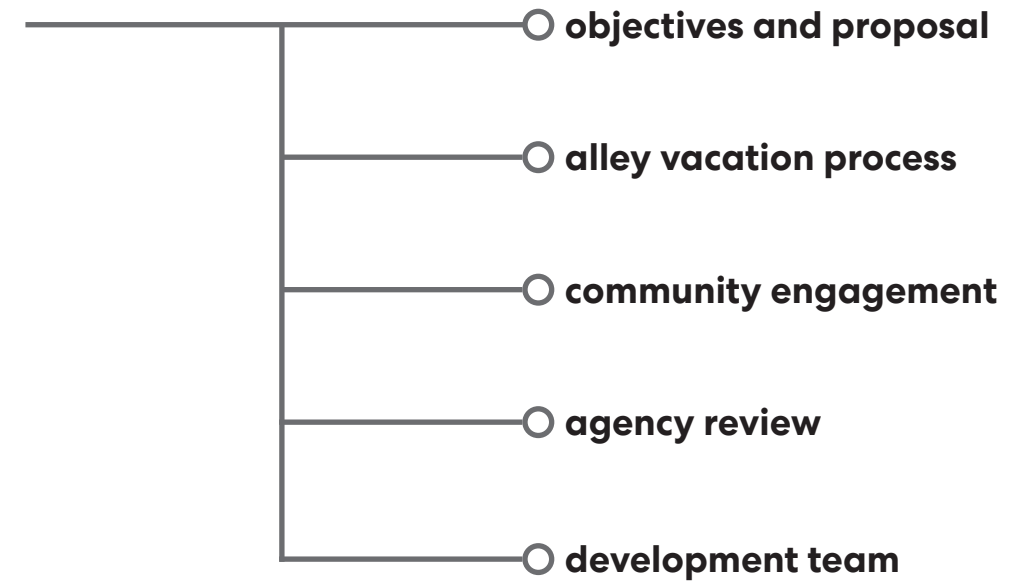 objectives and proposal
alley vacation process
community engagement
agency review
development team